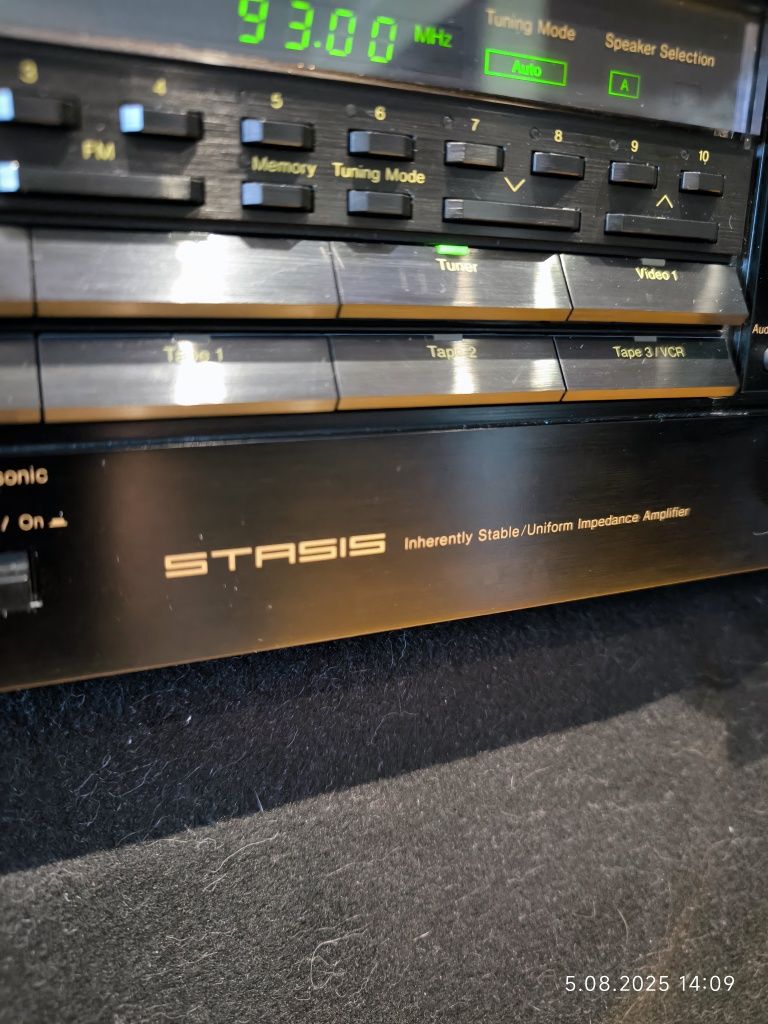 93.00 MHz
Tuning Mode
Speaker Selection
Auto
A
3 4 5 6 7 8 9 10
FM
Memory Tuning Mode
Tuner
Video 1
Tape 1
Tape 2
Tape 3 / VCR
sonic
/ On
STASIS Inherently Stable/Uniform Impedance Amplifier
5.08.2025 14:09